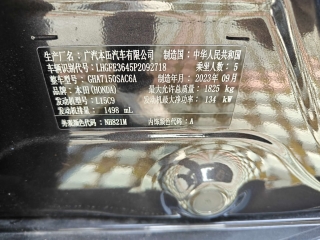 生产厂名：广汽本田汽车有限公司 制造国：中华人民共和国
车辆识别代号：LHGFE3645P2092718 乘坐人数：5
整车型号：GHA7150SAC6A 制造年月：2023年09月
品牌：本田(HONDA) 最大允许总质量：1825 kg
发动机型号：L15C9 发动机最大净功率：134 kW
发动机排量：1498 mL
外饰颜色代号：NH821M 内饰颜色代号：A